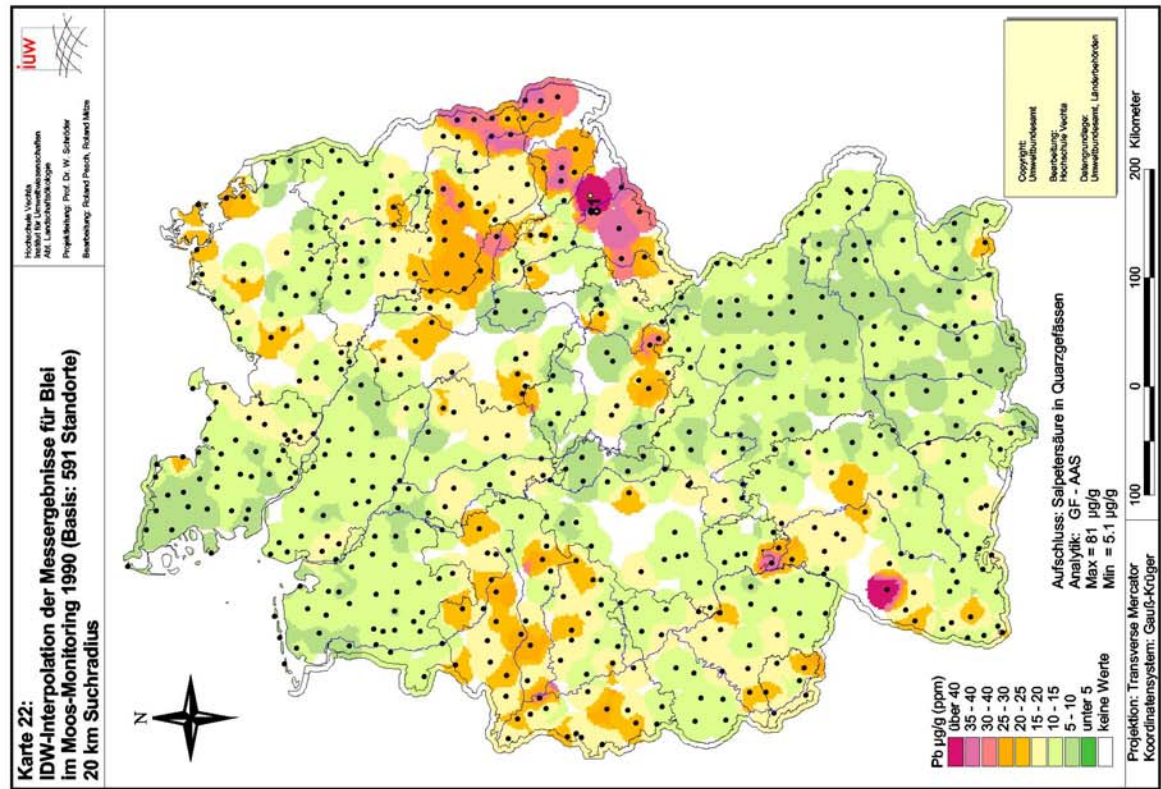 Karte 22:
IDW-Interpolation der Messergebnisse für Blei
im Moos-Monitoring 1990 (Basis: 591 Standorte)
20 km Suchradius
Hochschule Vechta
Institut für Umweltwissenschaften
Abt. Landschaftsökologie
Projektleitung: Prof. Dr. W. Schröder
Bearbeitung: Roland Pesch, Roland Mitze
iuw
N
81
Pb µg/g (ppm)
über 40
35 - 40
30 - 40
25 - 30
20 - 25
15 - 20
10 - 15
5 - 10
unter 5
keine Werte
Aufschluss: Salpetersäure in Quarzgefässen
Analytik: GF - AAS
Max = 81 µg/g
Min = 5.1 µg/g
Copyright:
Umweltbundesamt
Bearbeitung:
Hochschule Vechta
Datengrundlage:
Umweltbundesamt, Länderbehörden
Projektion: Transverse Mercator
Koordinatensystem: Gauß-Krüger
100 0 100 200 Kilometer